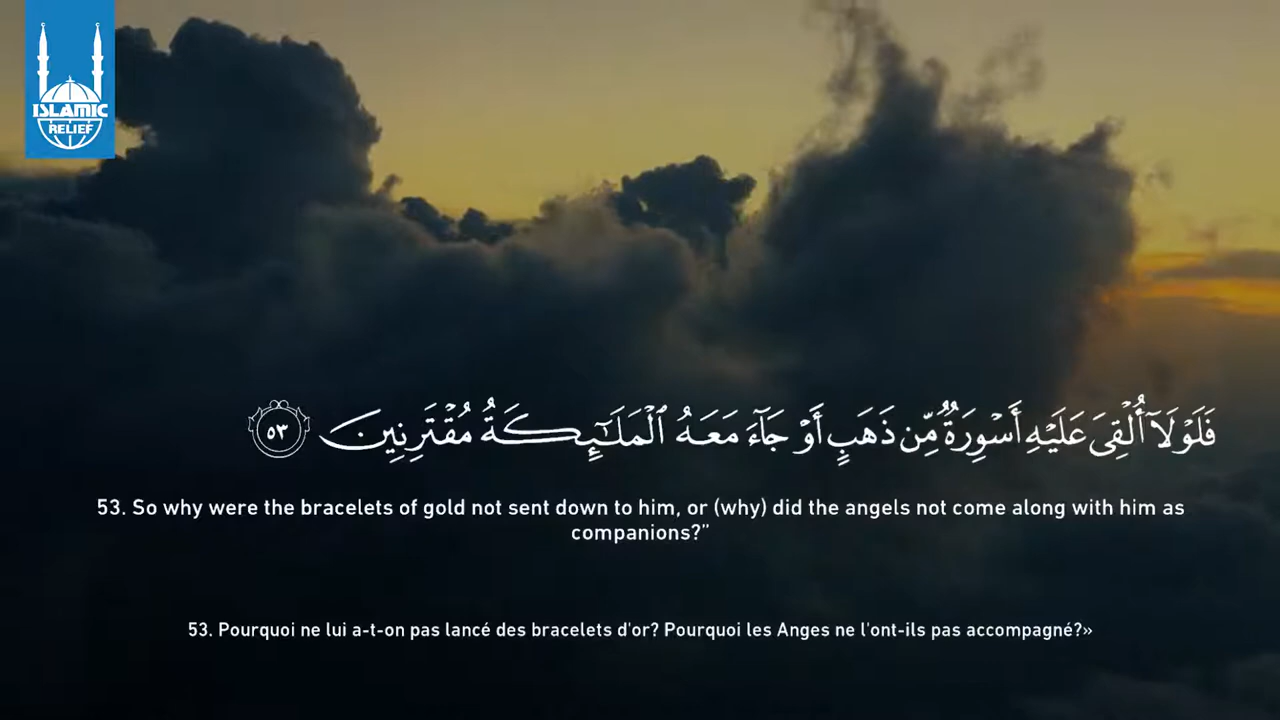 ISLAMIC
RELIEF
فَلَوْلَآ أُلْقِىَ عَلَيْهِ أَسْوِرَةٌ مِّن ذَهَبٍ أَوْ جَآءَ مَعَهُ ٱلْمَلَـٰٓئِكَةُ مُقْتَرِنِينَ ٥٣
53. So why were the bracelets of gold not sent down to him, or (why) did the angels not come along with him as
companions?”
53. Pourquoi ne lui a-t-on pas lancé des bracelets d'or? Pourquoi les Anges ne l'ont-ils pas accompagné?»